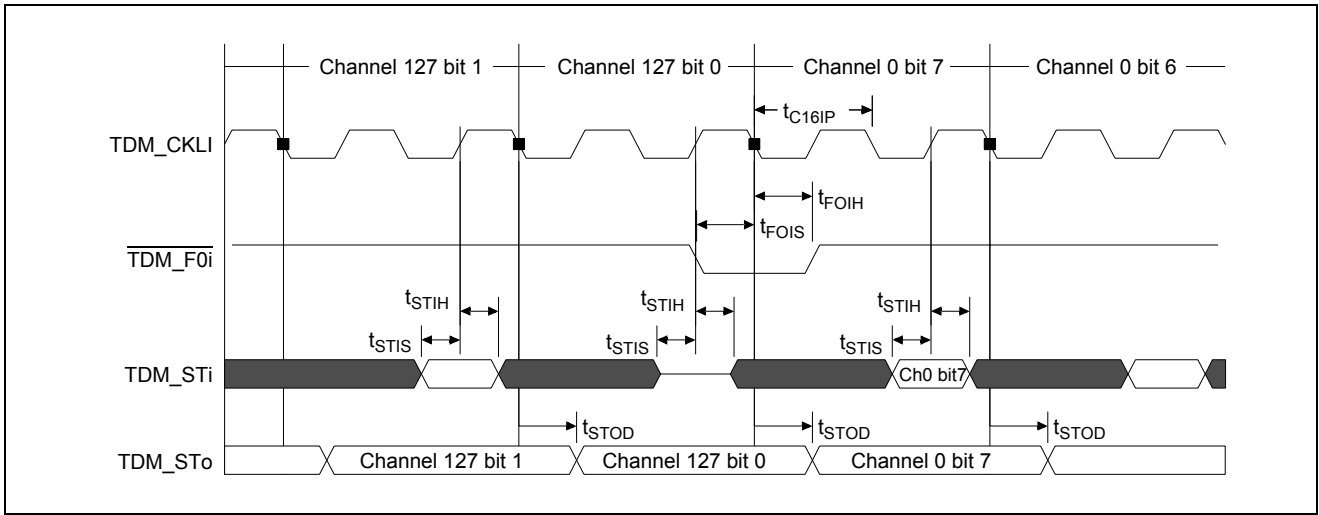 Channel 127 bit 1
Channel 127 bit 0
Channel 0 bit 7
Channel 0 bit 6
tC16IP
TDM_CKLI
tFOIH
tFOIS
TDM_F0i
tSTIH
tSTIH
tSTIH
tSTIS
tSTIS
tSTIS
TDM_STi
Ch0 bit7
tSTOD
tSTOD
tSTOD
TDM_STo
Channel 127 bit 1
Channel 127 bit 0
Channel 0 bit 7